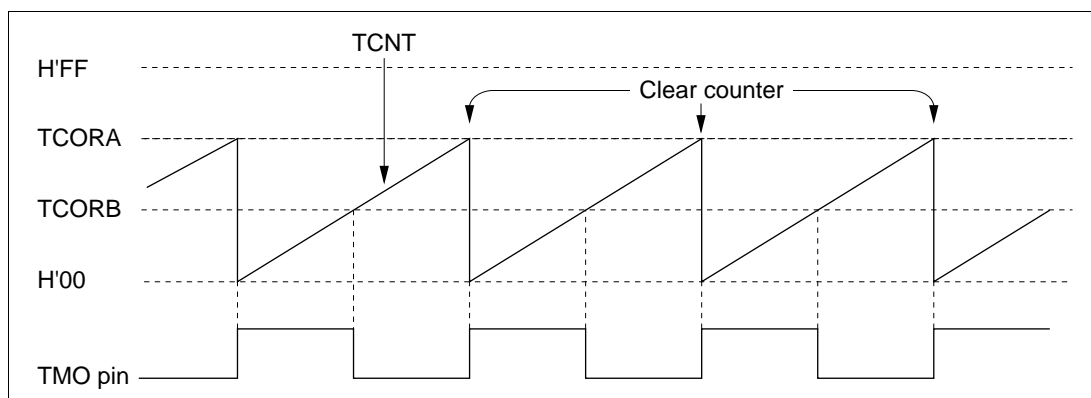 TCNT
H'FF
Clear counter
TCORA
TCORB
H'00
TMO pin